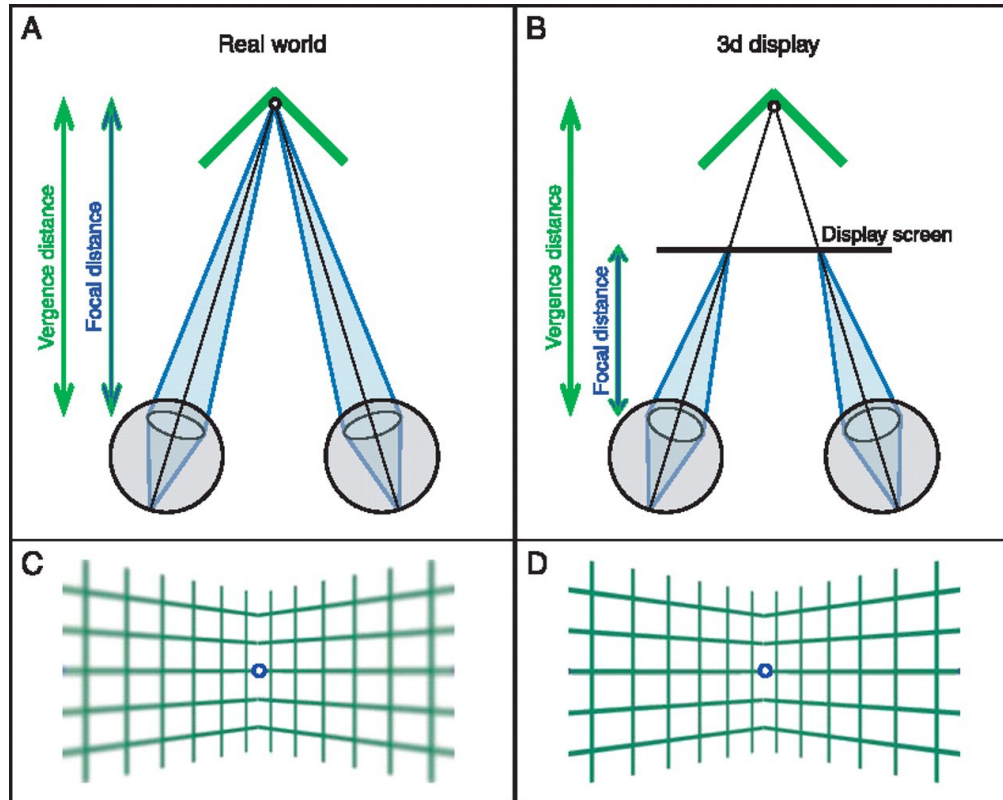 A
Real world
Vergence distance
Focal distance
B
3d display
Vergence distance
Focal distance
Display screen
C
D